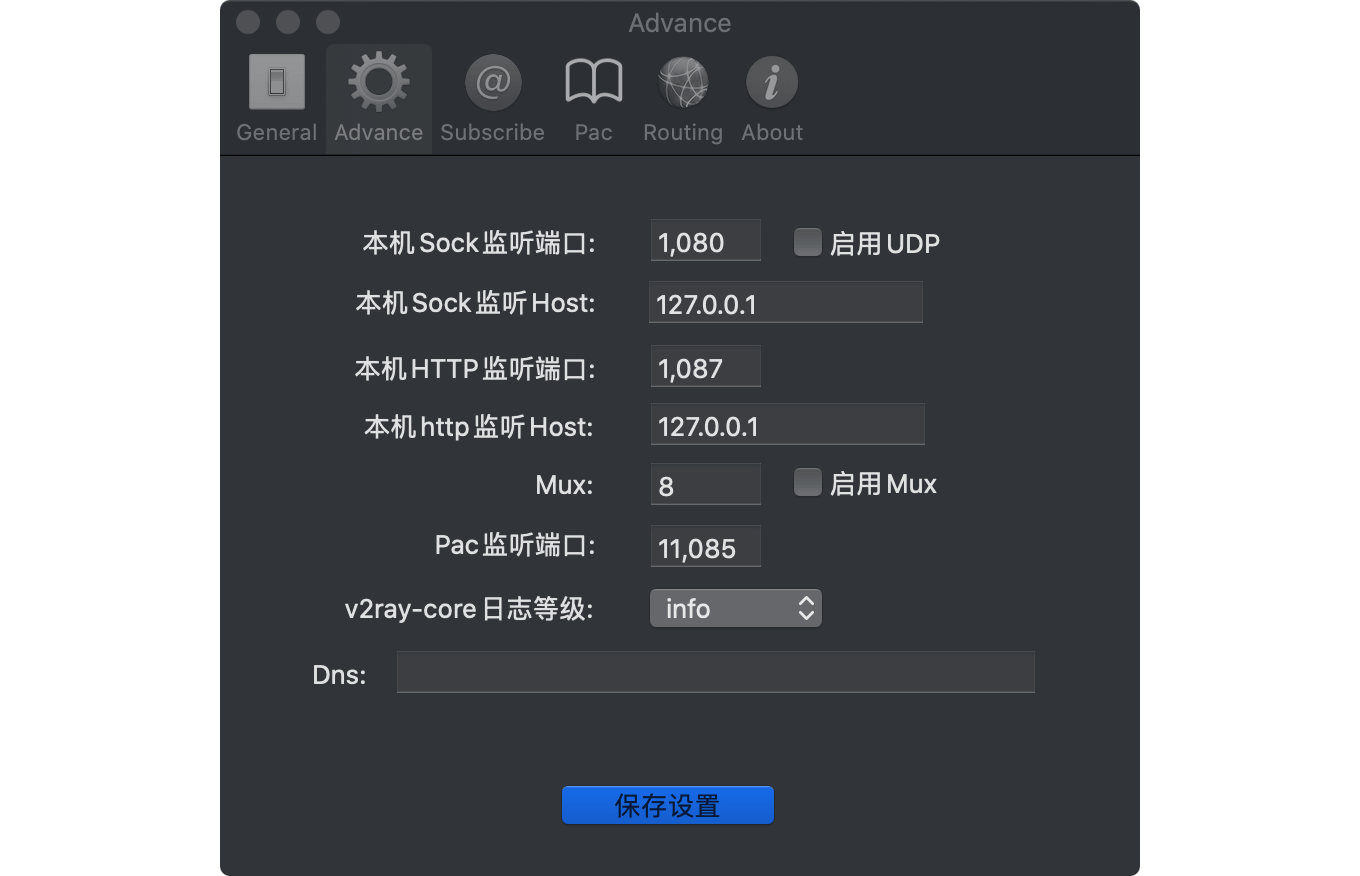 Advance
General Advance Subscribe Pac Routing About
本机Sock监听端口: 1,080 启用UDP
本机Sock监听Host: 127.0.0.1
本机HTTP监听端口: 1,087
本机http监听Host: 127.0.0.1
Mux: 8 启用Mux
Pac监听端口: 11,085
v2ray-core日志等级: info
Dns:
保存设置